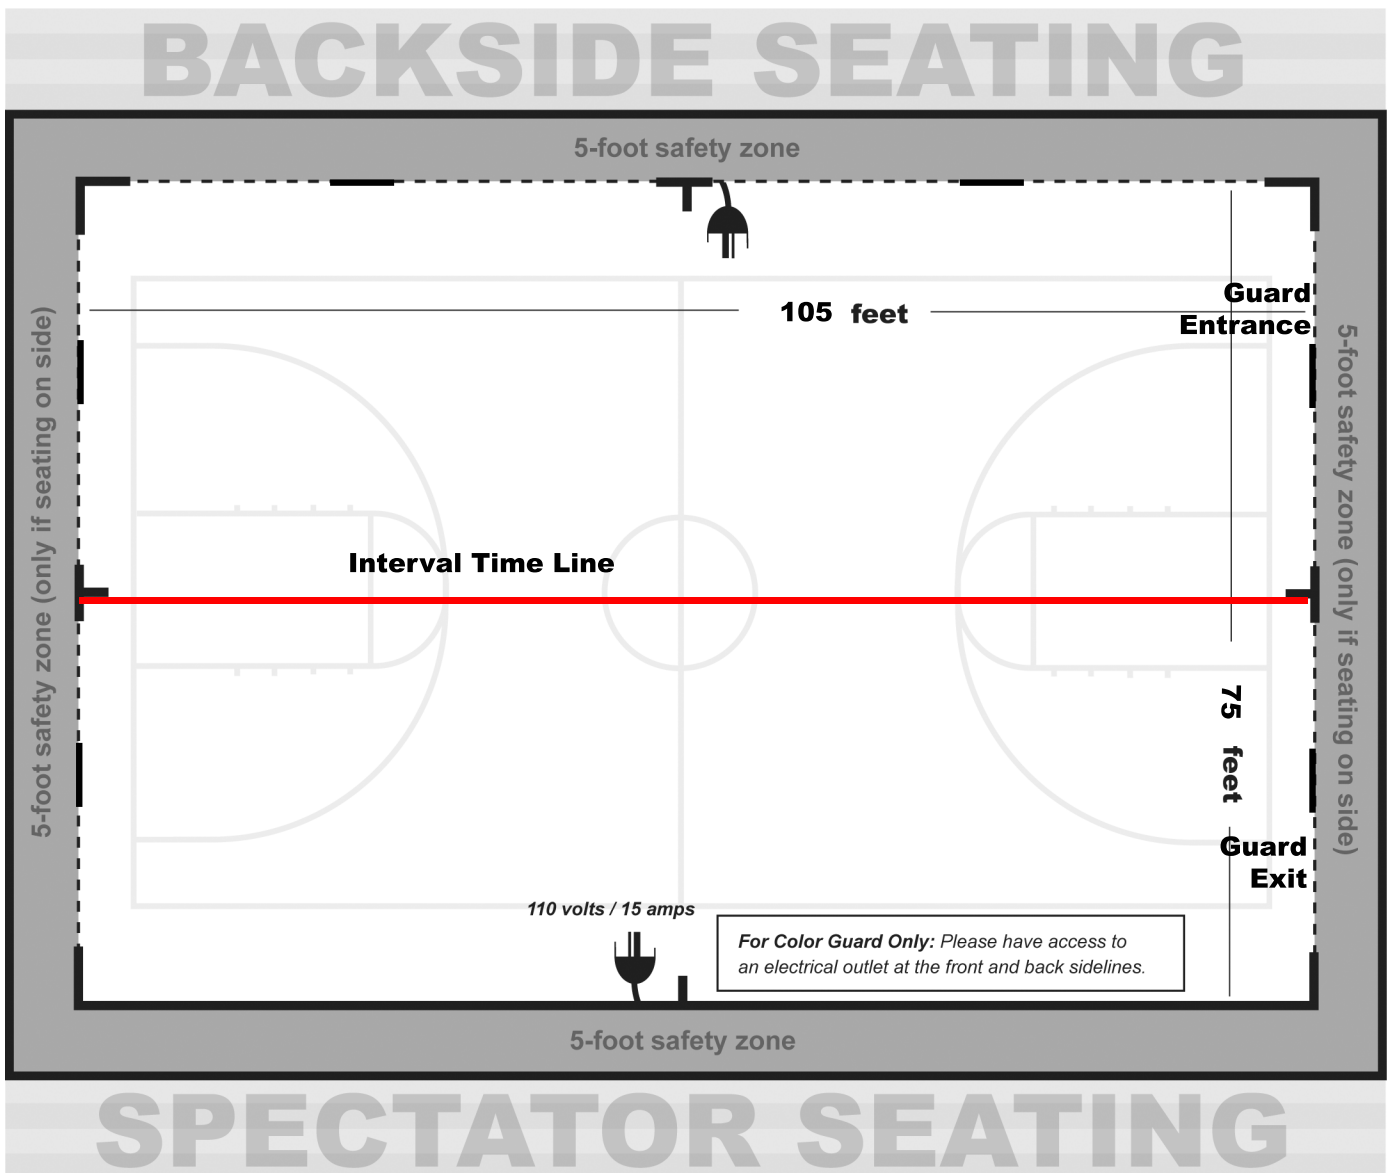 BACKSIDE SEATING
5-foot safety zone
Guard
Entrance
105 feet
5-foot safety zone (only if seating on side)
5-foot safety zone (only if seating on side)
Interval Time Line
75 feet
Guard
Exit
110 volts / 15 amps
For Color Guard Only: Please have access to
an electrical outlet at the front and back sidelines.
5-foot safety zone
SPECTATOR SEATING